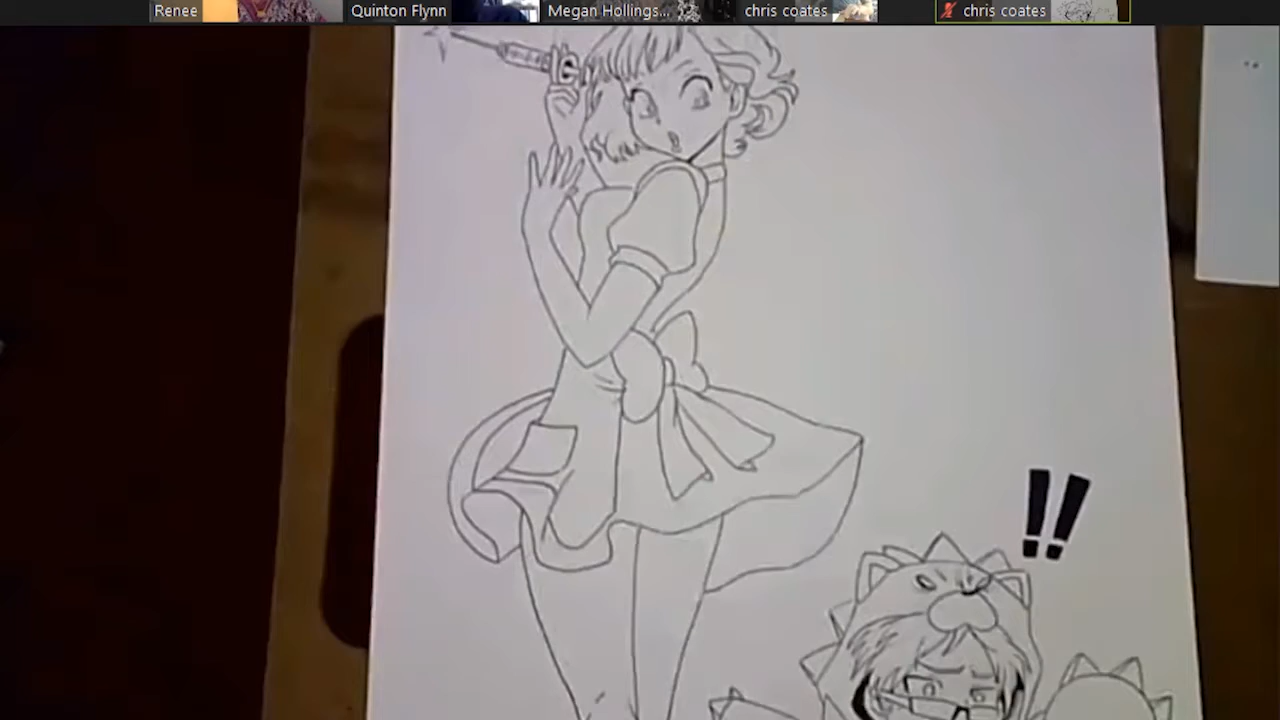 Renee
Quinton Flynn
Megan Hollings...
chris coates
chris coates
!!